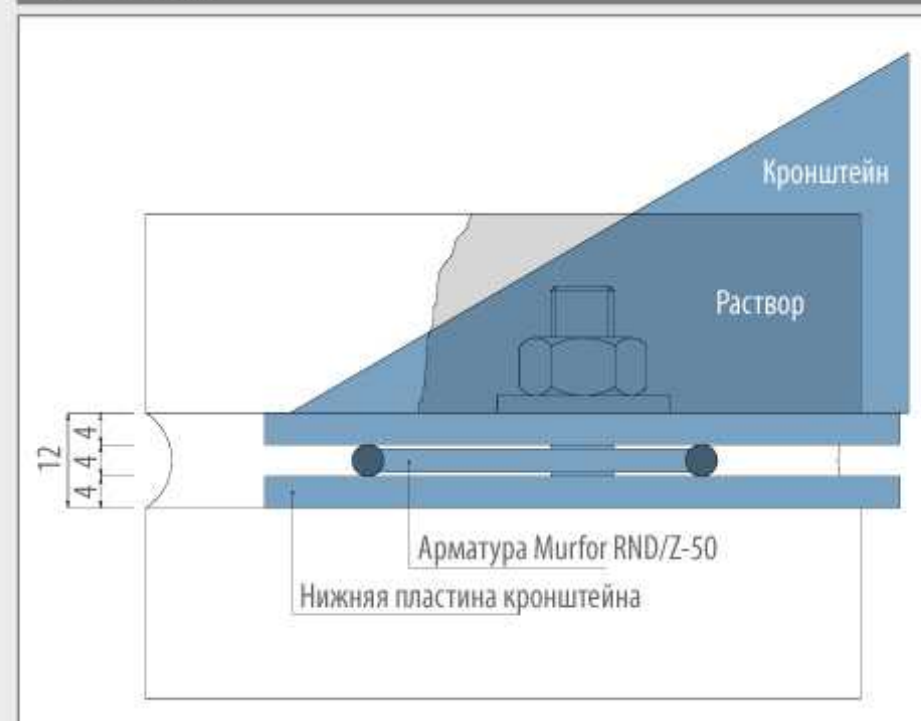 Кронштейн
Раствор
12
4
4
4
Арматура Murfor RND/Z-50
Нижняя пластина кронштейна